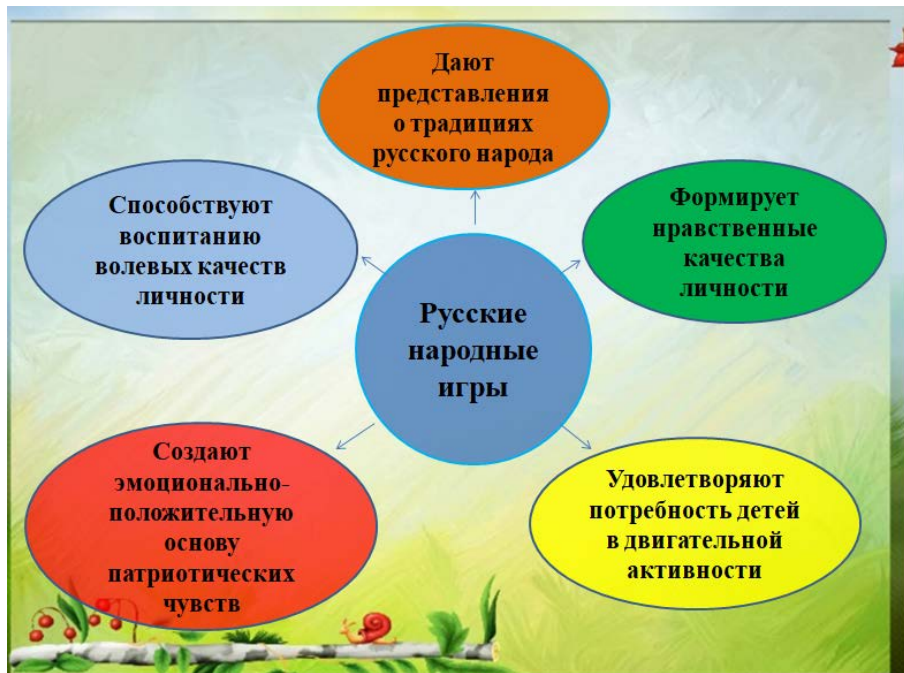 Дают
представления
о традициях
русского народа
Способствуют
воспитанию
волевых качеств
личности
Формирует
нравственные
качества
личности
Русские
народные
игры
Создают
эмоционально-
положительную
основу
патриотических
чувств
Удовлетворяют
потребность детей
в двигательной
активности